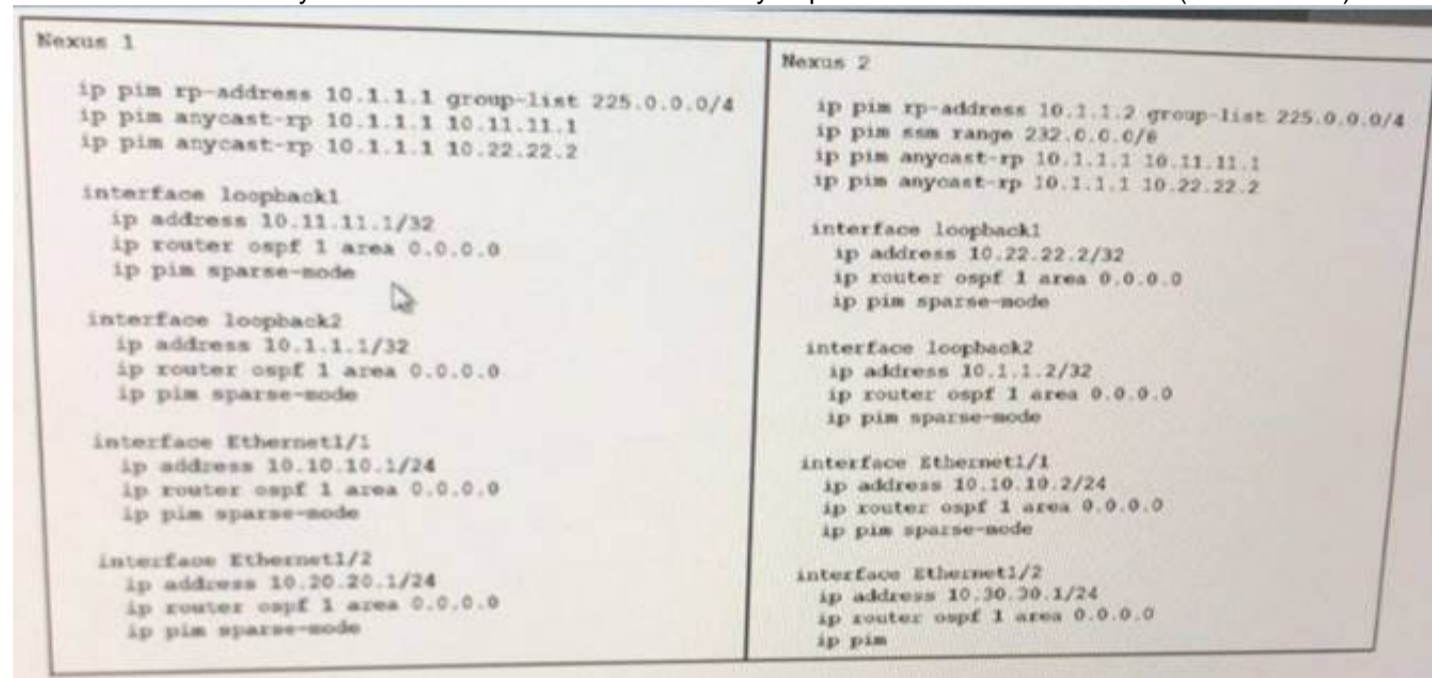 Nexus 1
ip pim rp-address 10.1.1.1 group-list 225.0.0.0/4
ip pim anycast-rp 10.1.1.1 10.11.11.1
ip pim anycast-rp 10.1.1.1 10.22.22.2
interface loopback1
ip address 10.11.11.1/32
ip router ospf 1 area 0.0.0.0
ip pim sparse-mode
interface loopback2
ip address 10.1.1.1/32
ip router ospf 1 area 0.0.0.0
ip pim sparse-mode
interface Ethernet1/1
ip address 10.10.10.1/24
ip router ospf 1 area 0.0.0.0
ip pim sparse-mode
interface Ethernet1/2
ip address 10.20.20.1/24
ip router ospf 1 area 0.0.0.0
ip pim sparse-mode
Nexus 2
ip pim rp-address 10.1.1.2 group-list 225.0.0.0/4
ip pim ssm range 232.0.0.0/8
ip pim anycast-rp 10.1.1.1 10.11.11.1
ip pim anycast-rp 10.1.1.1 10.22.22.2
interface loopback1
ip address 10.22.22.2/32
ip router ospf 1 area 0.0.0.0
ip pim sparse-mode
interface loopback2
ip address 10.1.1.2/32
ip router ospf 1 area 0.0.0.0
ip pim sparse-mode
interface Ethernet1/1
ip address 10.10.10.2/24
ip router ospf 1 area 0.0.0.0
ip pim sparse-mode
interface Ethernet1/2
ip address 10.30.30.1/24
ip router ospf 1 area 0.0.0.0
ip pim